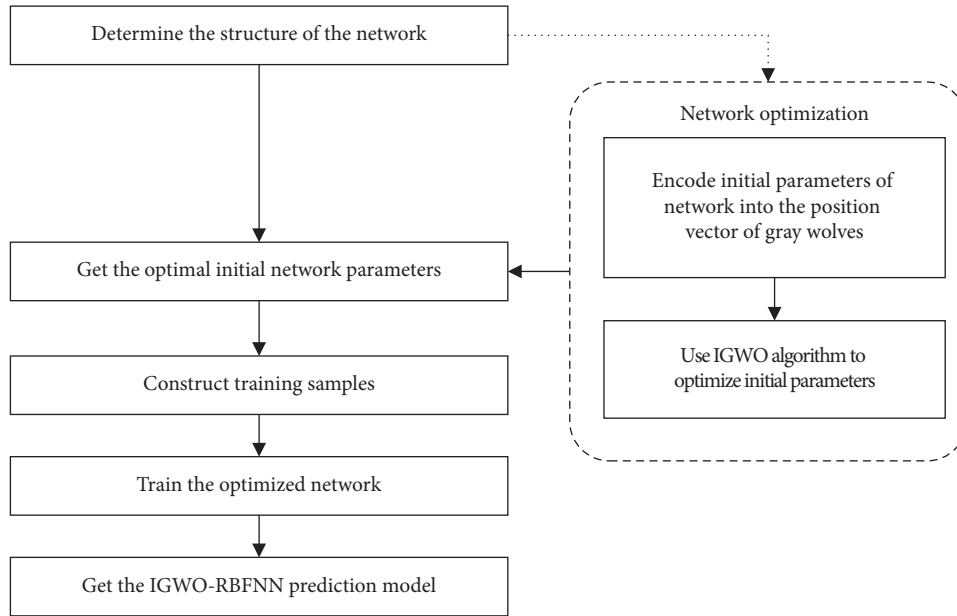 Determine the structure of the network
Network optimization
Encode initial parameters of
network into the position
vector of gray wolves
Get the optimal initial network parameters
Use IGWO algorithm to
optimize initial parameters
Construct training samples
Train the optimized network
Get the IGWO-RBFNN prediction model